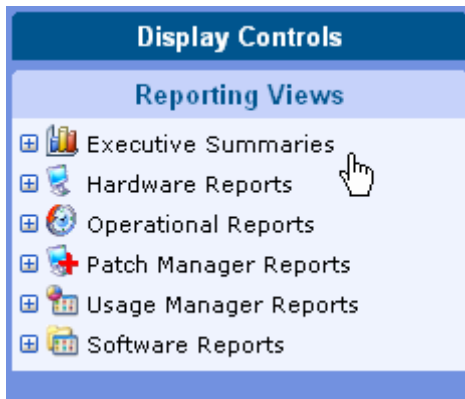 Display Controls
Reporting Views
Executive Summaries
Hardware Reports
Operational Reports
Patch Manager Reports
Usage Manager Reports
Software Reports